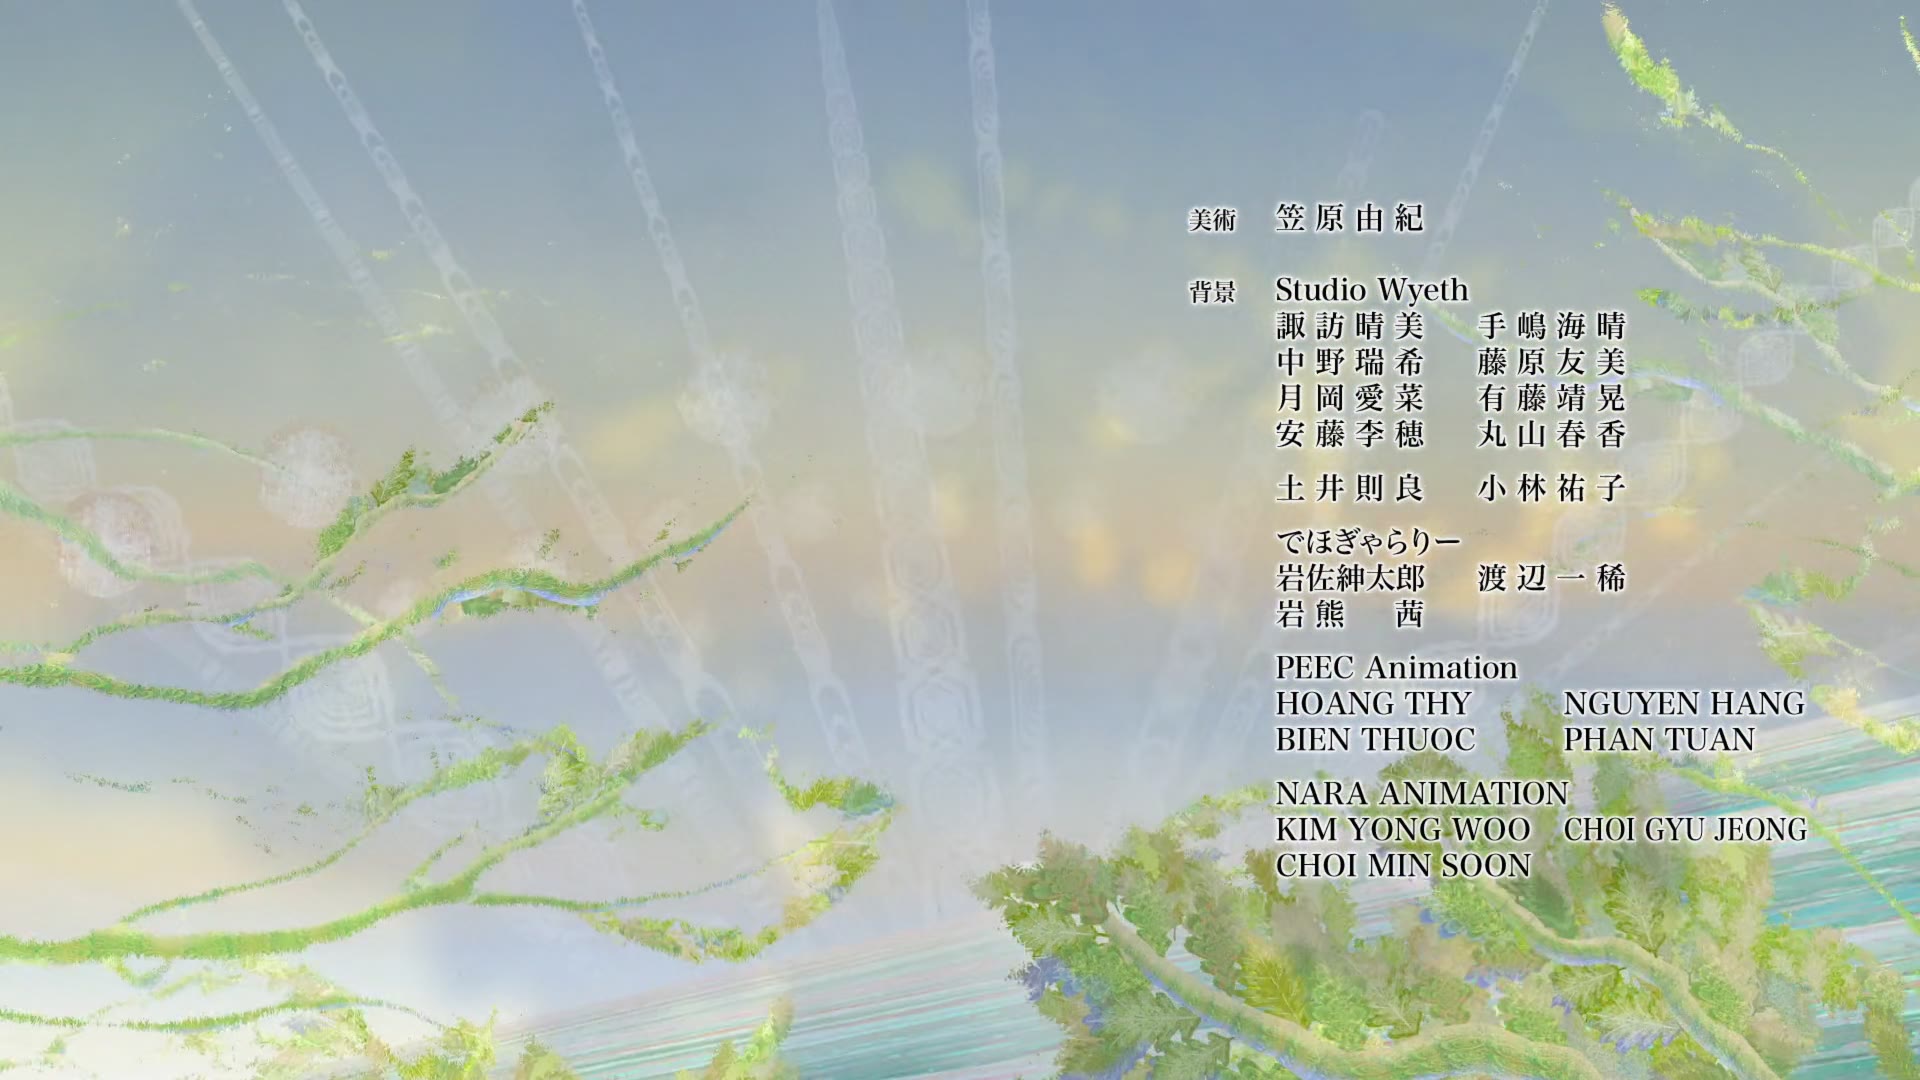 美術 笠原由紀
背景 Studio Wyeth
諏訪晴美 手嶋海晴
中野瑞希 藤原友美
月岡愛菜 有藤靖晃
安藤李穂 丸山春香
土井則良 小林祐子
でほぎゃらりー
岩佐紳太郎 渡辺一稀
岩熊 茜
PEEC Animation
HOANG THY NGUYEN HANG
BIEN THUOC PHAN TUAN
NARA ANIMATION
KIM YONG WOO CHOI GYU JEONG
CHOI MIN SOON